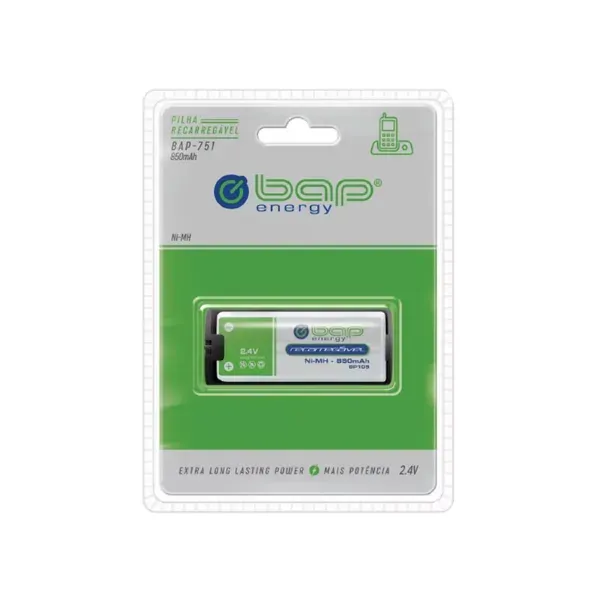 PILHA
RECARREGÁVEL
BAP-751
850mAh
bap®
energy
Ni-MH
bap
energy
2.4V
recarregável
Ni-MH - 850mAh
EXTRA LONG LASTING POWER
MAIS POTÊNCIA
2.4V